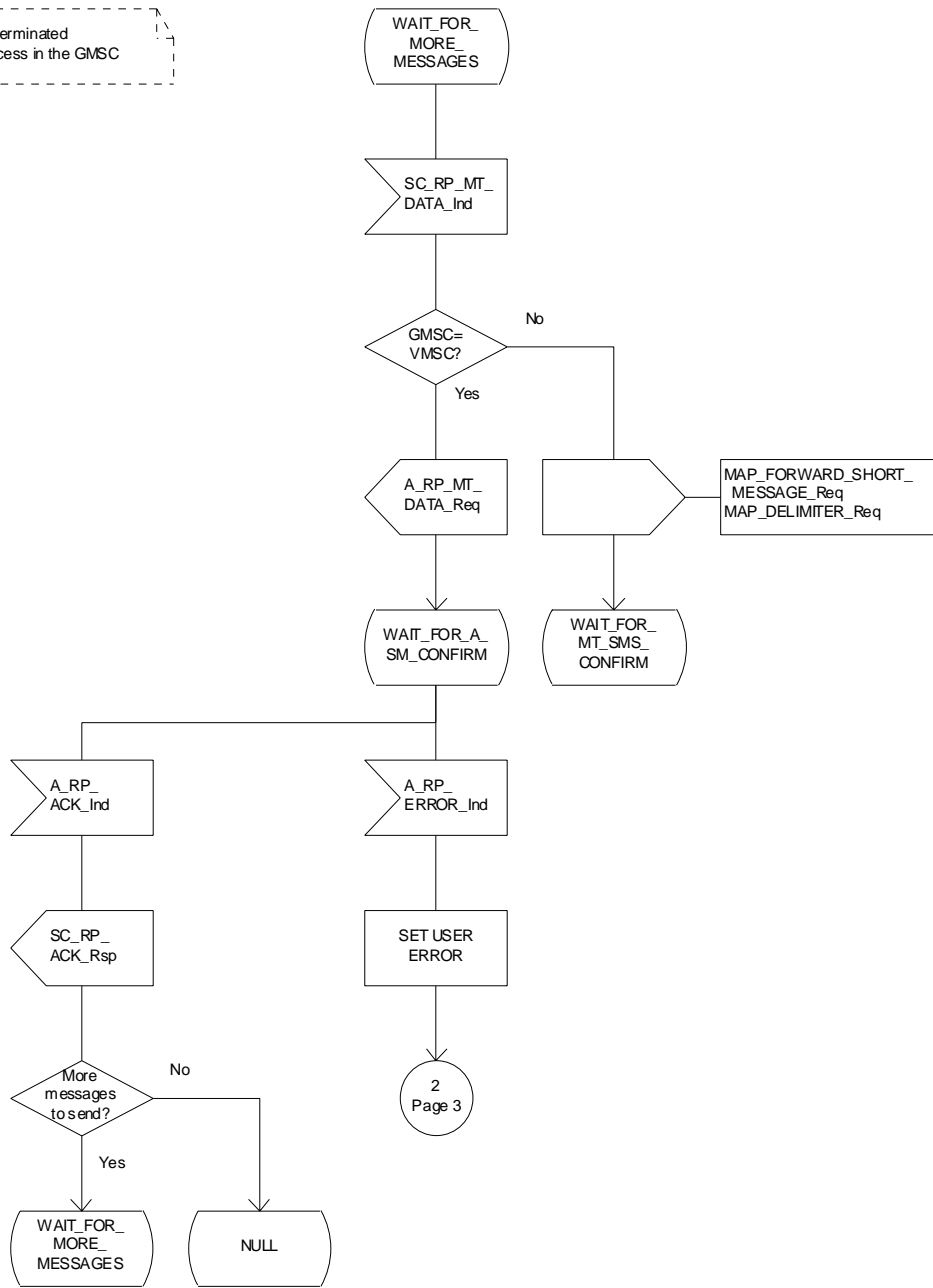 erminated
cess in the GMSC
WAIT_FOR_
MORE_
MESSAGES
SC_RP_MT_
DATA_Ind
GMSC=
VMSC?
No
Yes
A_RP_MT_
DATA_Req
MAP_FORWARD_SHORT_
MESSAGE_Req
MAP_DELIMITER_Req
WAIT_FOR_A_
SM_CONFIRM
WAIT_FOR_
MT_SMS_
CONFIRM
A_RP_
ACK_Ind
A_RP_
ERROR_Ind
SC_RP_
ACK_Rsp
SET USER
ERROR
More
messages
to send?
No
Yes
2
Page 3
WAIT_FOR_
MORE_
MESSAGES
NULL